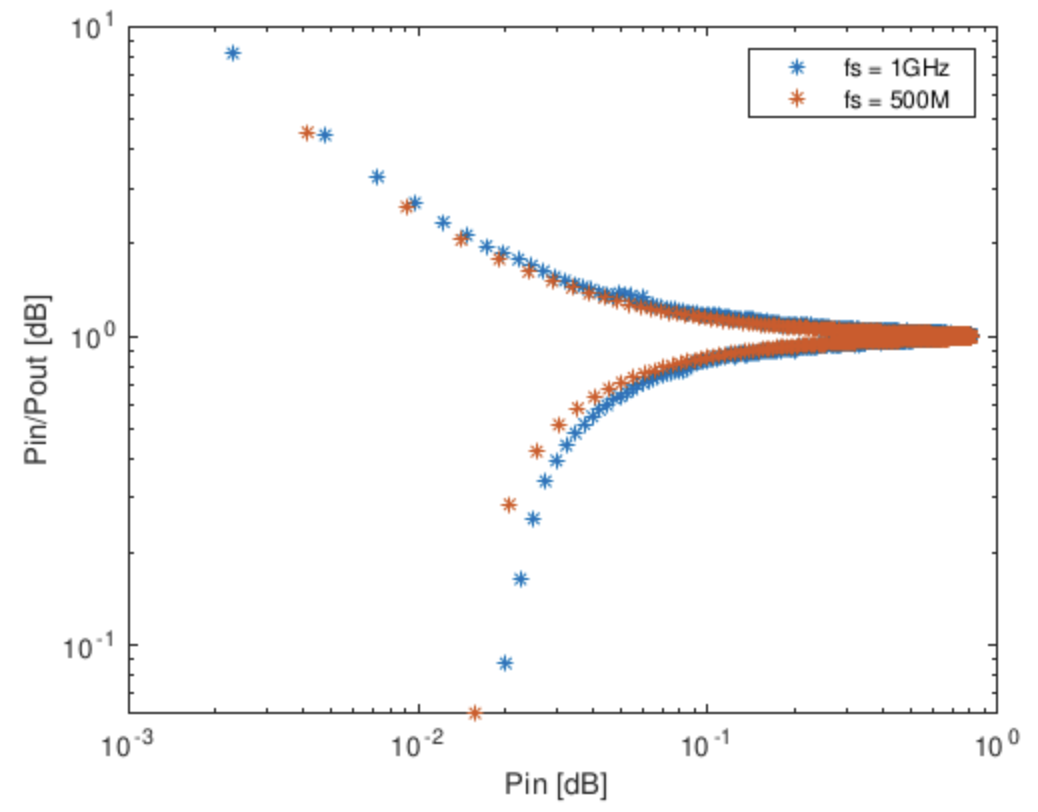 10^1
fs = 1GHz
fs = 500M
Pin/Pout [dB]
10^0
10^-1
10^-3
10^-2
10^-1
10^0
Pin [dB]